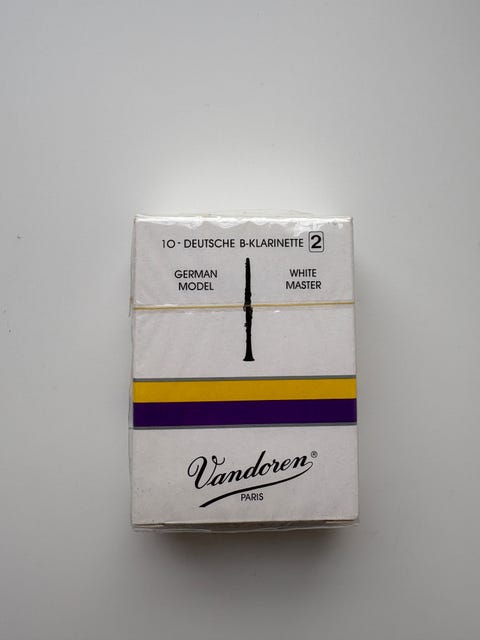 10 - DEUTSCHE B-KLARINETTE 2
GERMAN MODEL
WHITE MASTER
Vandoren®
PARIS